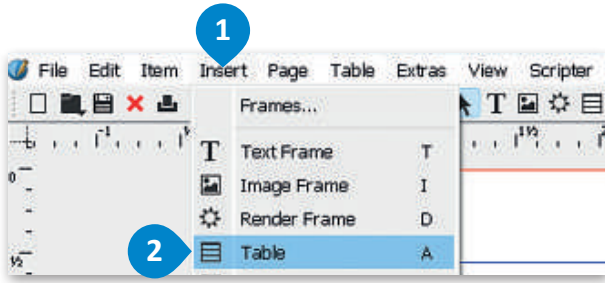 1
File Edit Item Insert Page Table Extras View Scripter
Frames...
T Text Frame T
Image Frame I
Render Frame D
2
Table A